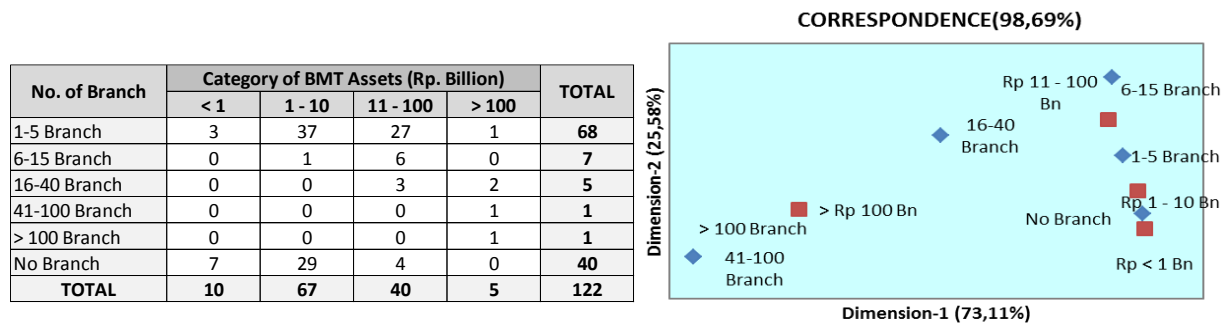 No. of Branch | Category of BMT Assets (Rp. Billion) | TOTAL
< 1 | 1 - 10 | 11 - 100 | > 100
1-5 Branch | 3 | 37 | 27 | 1 | 68
6-15 Branch | 0 | 1 | 6 | 0 | 7
16-40 Branch | 0 | 0 | 3 | 2 | 5
41-100 Branch | 0 | 0 | 0 | 1 | 1
> 100 Branch | 0 | 0 | 0 | 1 | 1
No Branch | 7 | 29 | 4 | 0 | 40
TOTAL | 10 | 67 | 40 | 5 | 122
CORRESPONDENCE(98,69%)
Dimension-2 (25,58%)
Rp 11 - 100
Bn
6-15 Branch
16-40
Branch
1-5 Branch
> Rp 100 Bn
Rp 1 - 10 Bn
No Branch
> 100 Branch
41-100
Branch
Rp < 1 Bn
Dimension-1 (73,11%)